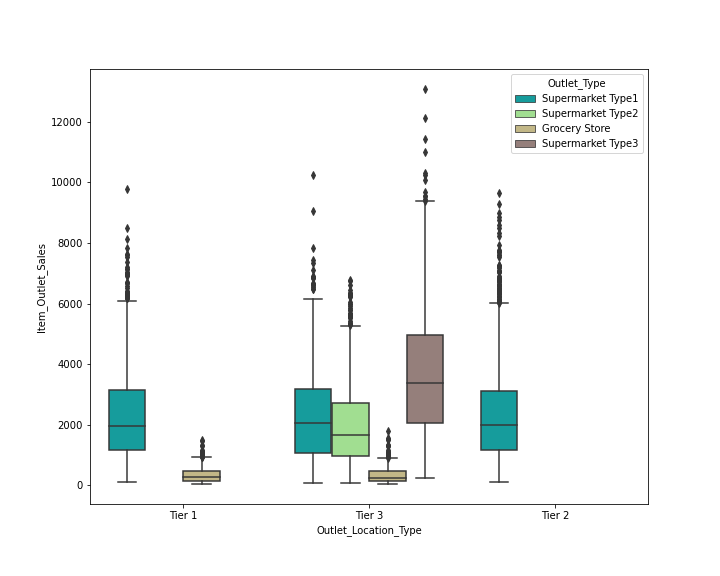 Outlet_Type
Supermarket Type1
Supermarket Type2
Grocery Store
Supermarket Type3
12000
10000
8000
6000
4000
2000
0
Item_Outlet_Sales
Tier 1
Tier 3
Tier 2
Outlet_Location_Type